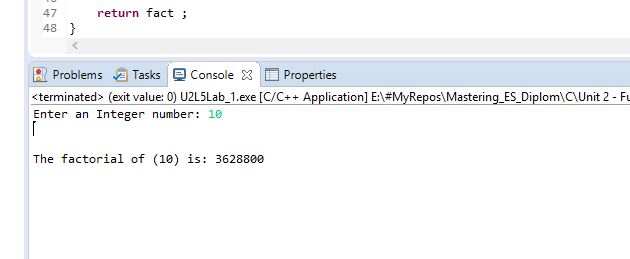 47 return fact ;
48 }
Problems Tasks Console Properties
<terminated> (exit value: 0) U2L5Lab_1.exe [C/C++ Application] E:\#MyRepos\Mastering_ES_Diplom\C\Unit 2 - Fu
Enter an Integer number: 10
The factorial of (10) is: 3628800